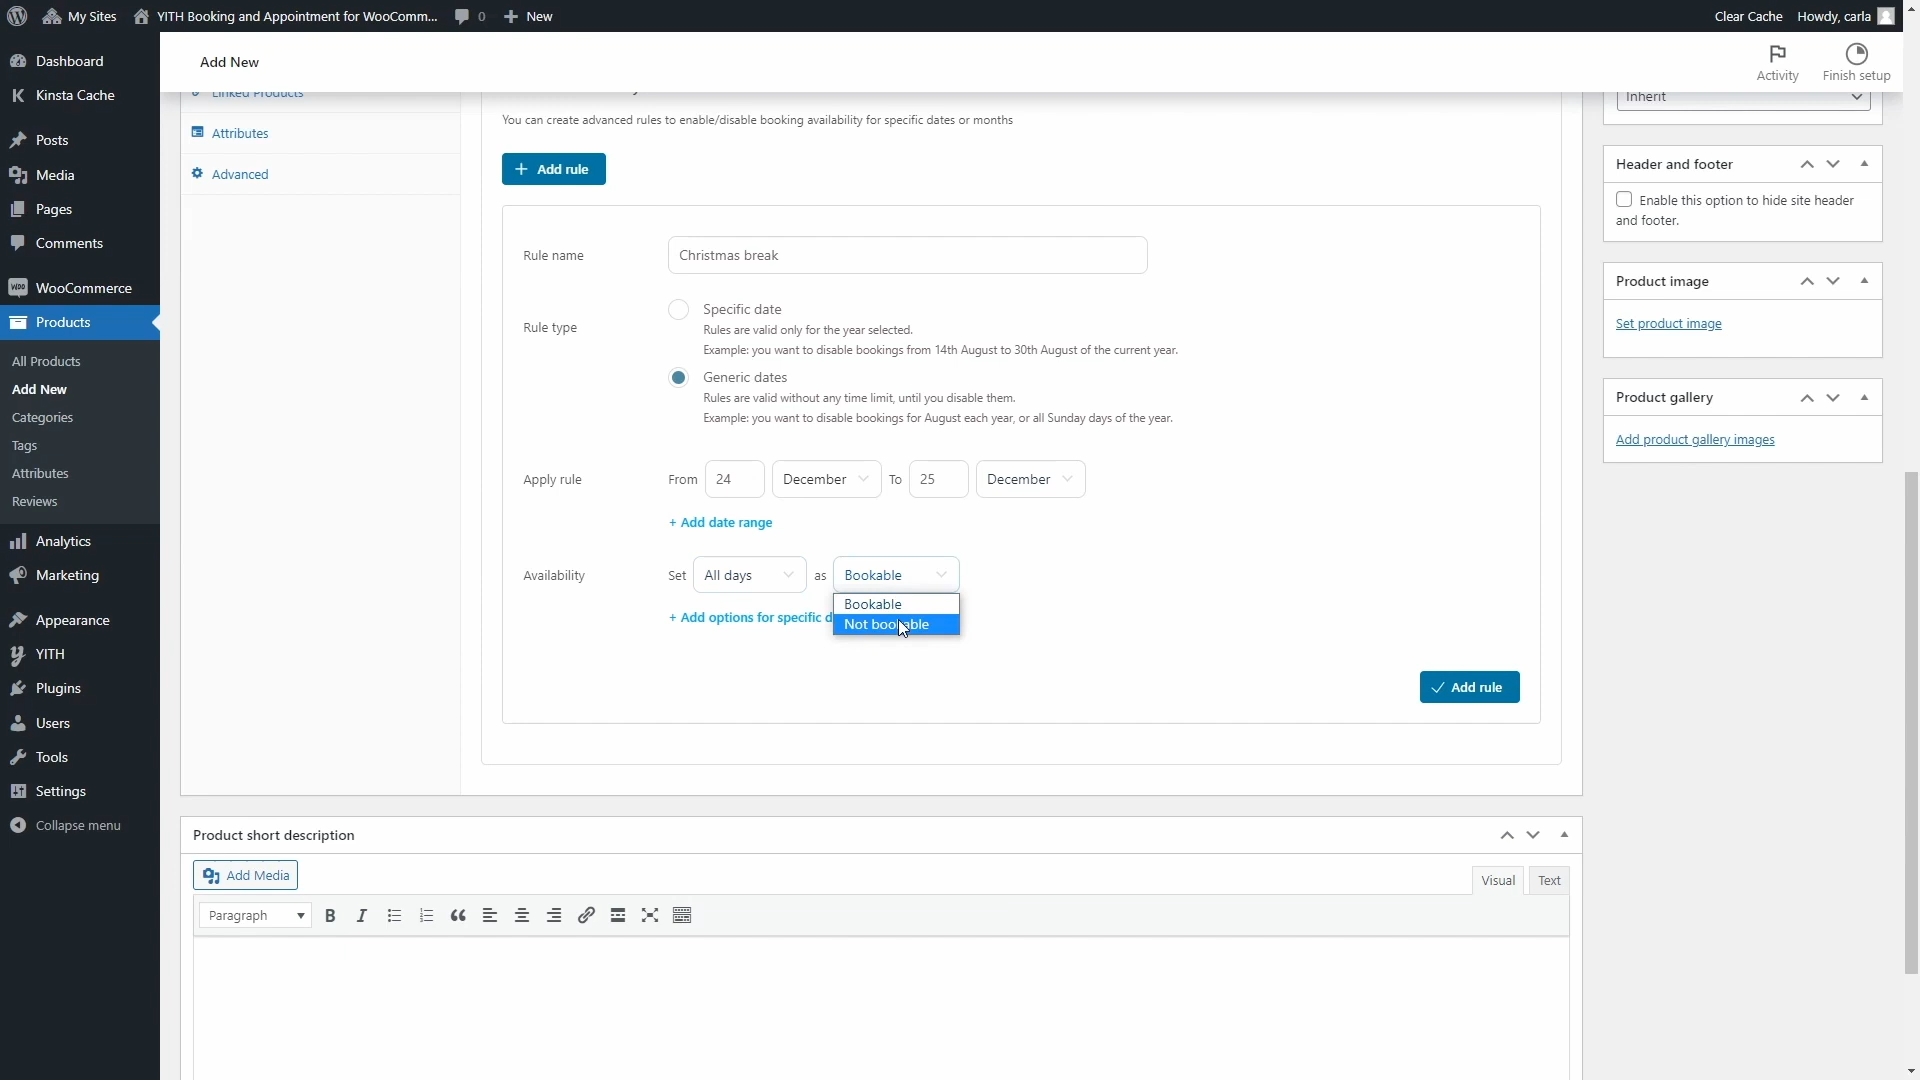 My Sites
YITH Booking and Appointment for WooComm...
0
New
Clear Cache
Howdy, carla
Add New
Activity
Finish setup
Dashboard
Kinsta Cache
Posts
Media
Pages
Comments
WooCommerce
Products
All Products
Add New
Categories
Tags
Attributes
Reviews
Analytics
Marketing
Appearance
YITH
Plugins
Users
Tools
Settings
Collapse menu
Linked Products
Attributes
Advanced
You can create advanced rules to enable/disable booking availability for specific dates or months
+ Add rule
Rule name
Christmas break
Rule type
Specific date
Rules are valid only for the year selected.
Example: you want to disable bookings from 14th August to 30th August of the current year.
Generic dates
Rules are valid without any time limit, until you disable them.
Example: you want to disable bookings for August each year, or all Sunday days of the year.
Apply rule
From 24 December To 25 December
+ Add date range
Availability
Set All days as Bookable
Bookable
Not bookable
+ Add options for specific d
Add rule
Inherit
Header and footer
Enable this option to hide site header
and footer.
Product image
Set product image
Product gallery
Add product gallery images
Product short description
Add Media
Visual
Text
Paragraph